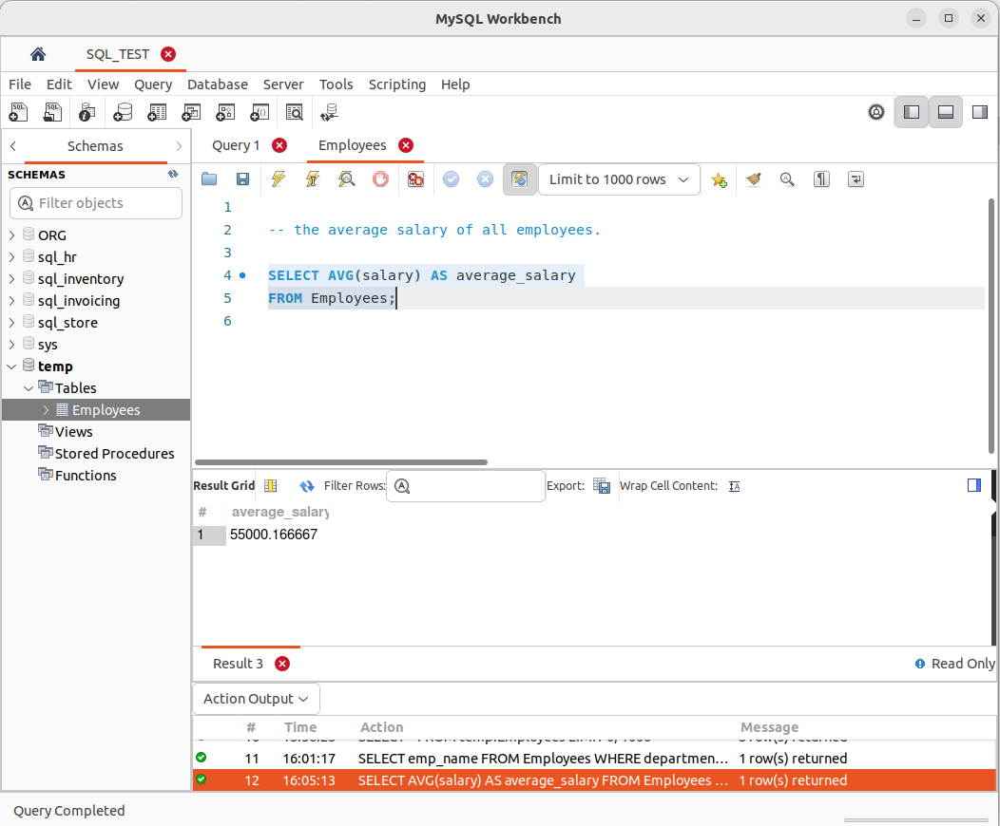 MySQL Workbench
SQL_TEST
File Edit View Query Database Server Tools Scripting Help
Schemas
Query 1
Employees
SCHEMAS
Filter objects
Limit to 1000 rows
ORG
sql_hr
sql_inventory
sql_invoicing
sql_store
sys
temp
Tables
Employees
Views
Stored Procedures
Functions
1
2 -- the average salary of all employees.
3
4 SELECT AVG(salary) AS average_salary
5 FROM Employees;
6
Result Grid Filter Rows: Export: Wrap Cell Content:
# average_salary
1 55000.166667
Result 3
Read Only
Action Output
# Time Action Message
11 16:01:17 SELECT emp_name FROM Employees WHERE departmen... 1 row(s) returned
12 16:05:13 SELECT AVG(salary) AS average_salary FROM Employees ... 1 row(s) returned
Query Completed